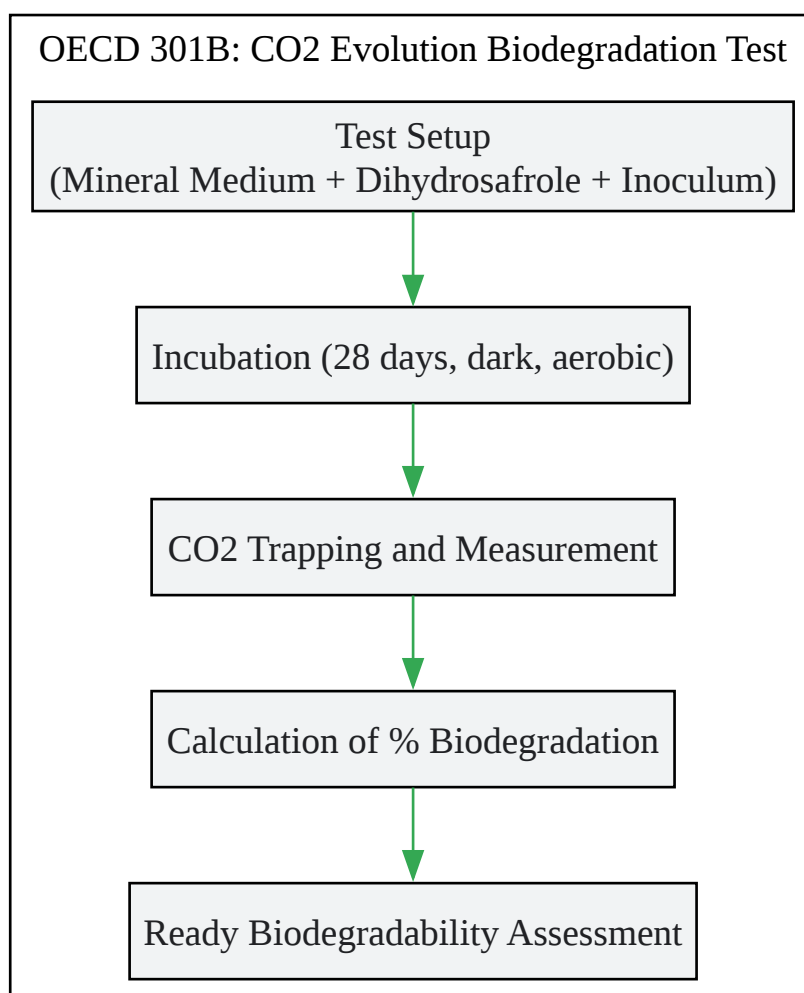 OECD 301B: CO2 Evolution Biodegradation Test
Test Setup
(Mineral Medium + Dihydrosafrole + Inoculum)
Incubation (28 days, dark, aerobic)
CO2 Trapping and Measurement
Calculation of % Biodegradation
Ready Biodegradability Assessment